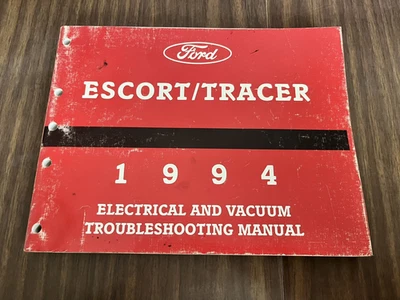 Ford
ESCORT/TRACER
1 9 9 4
ELECTRICAL AND VACUUM
TROUBLESHOOTING MANUAL